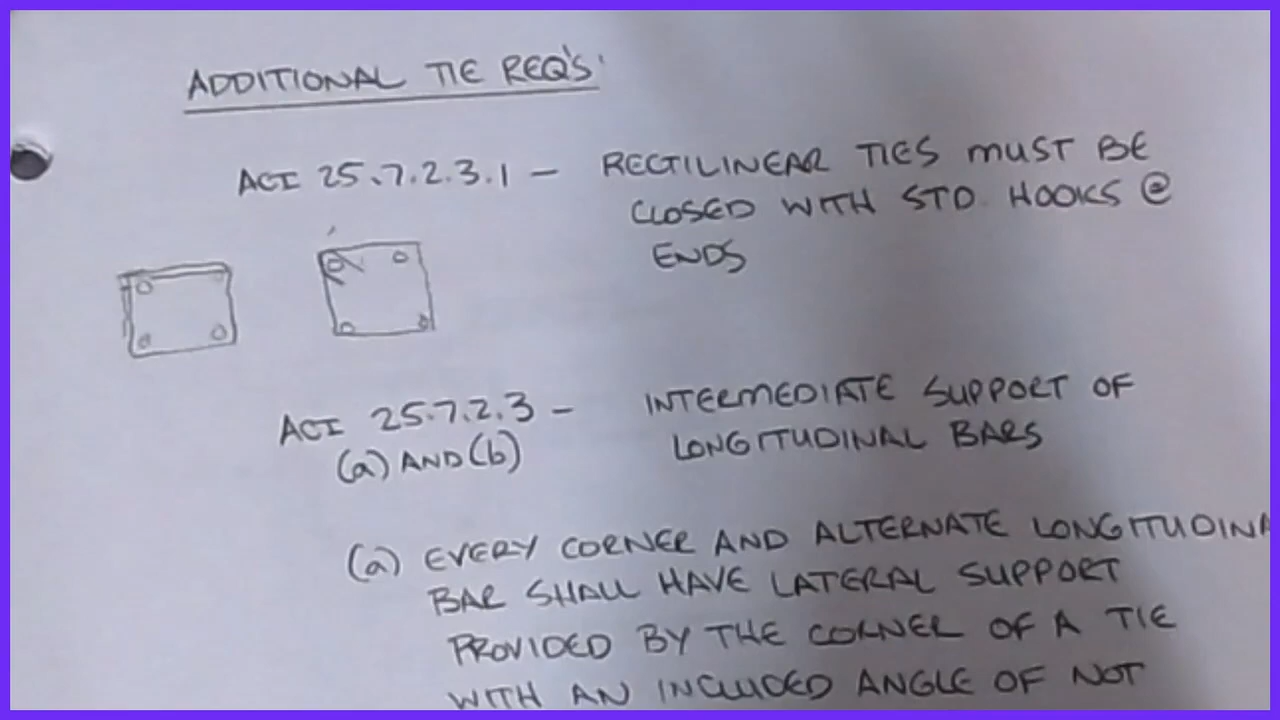 ADDITIONAL TIE REQ'S
ACI 25.7.2.3.1 - RECTILINEAR TIES MUST BE
CLOSED WITH STD. HOOKS @
ENDS
ACI 25.7.2.3 - INTERMEDIATE SUPPORT OF
(a) AND (b) LONGITUDINAL BARS
(a) EVERY CORNER AND ALTERNATE LONGITUDINA
BAR SHALL HAVE LATERAL SUPPORT
PROVIDED BY THE CORNER OF A TIE
WITH AN INCLUDED ANGLE OF NOT